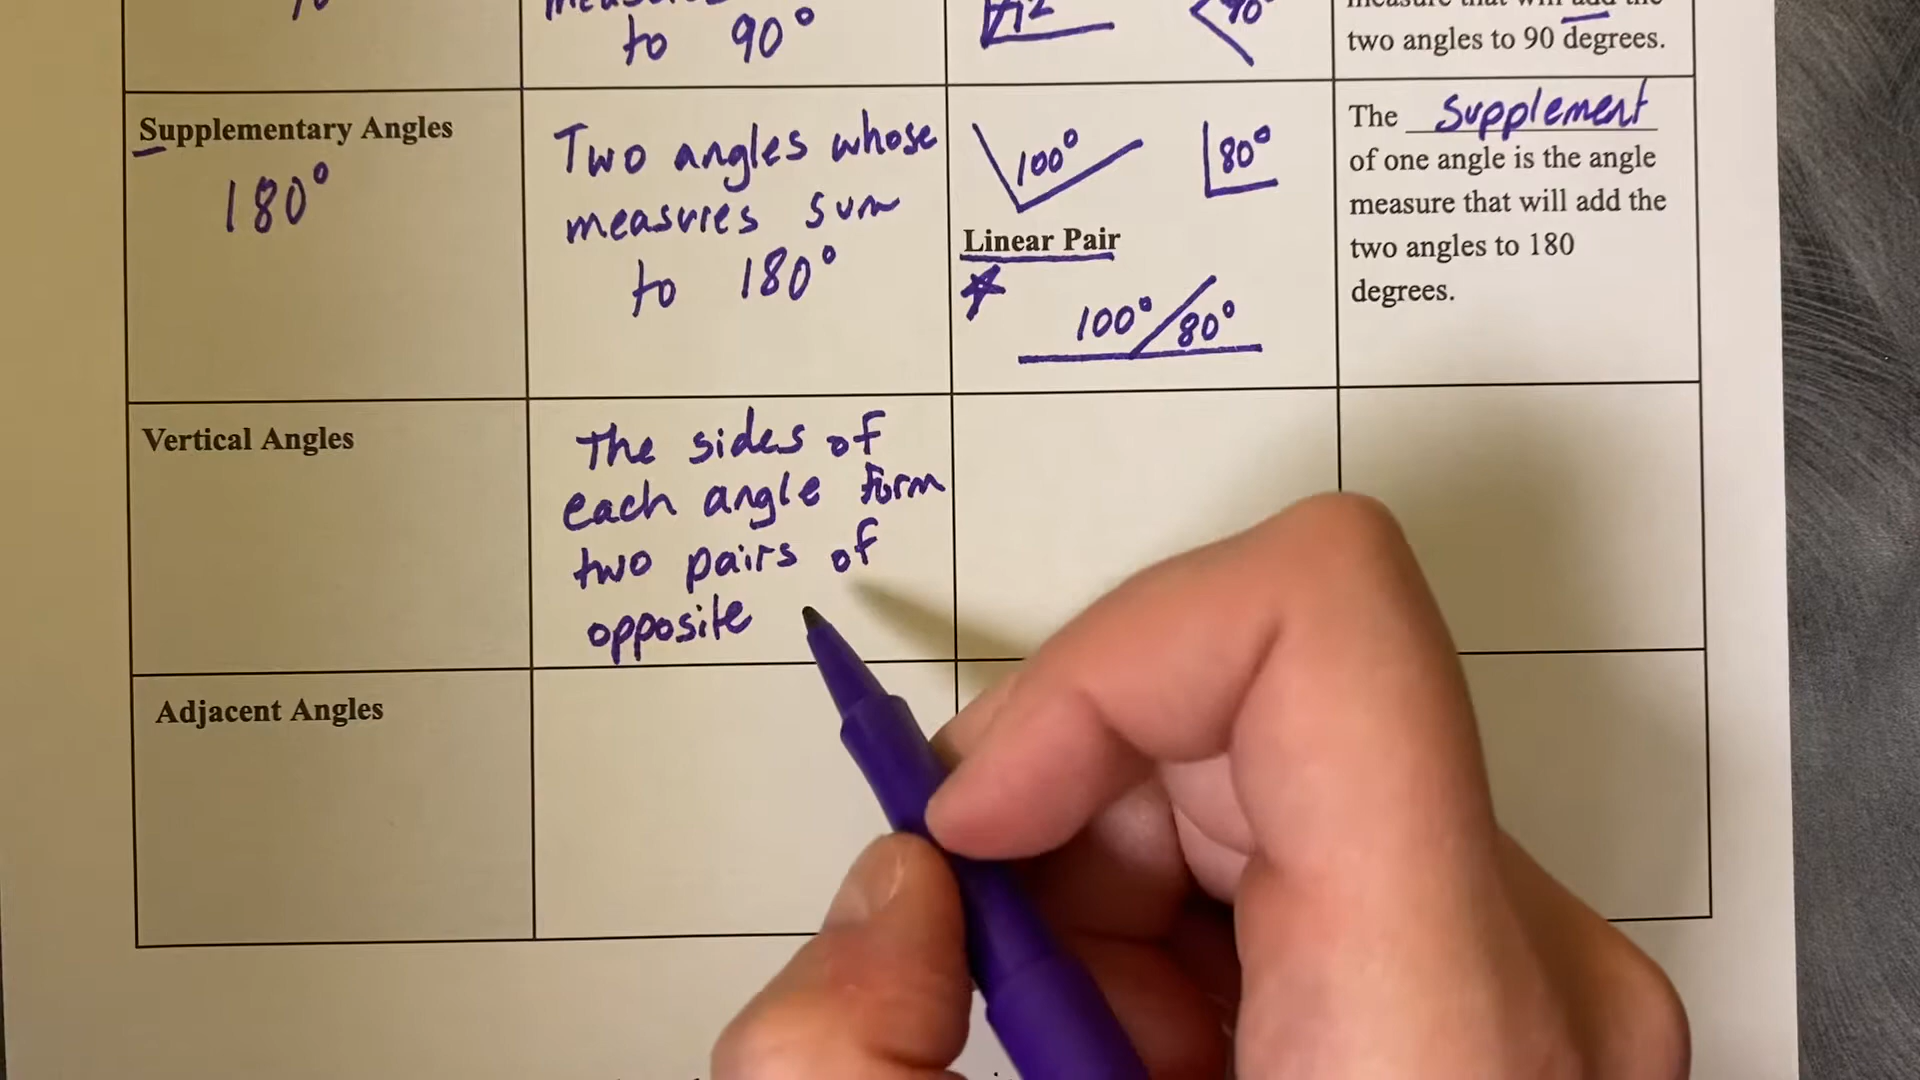 to 90°
90°
two angles to 90 degrees.
Supplementary Angles
180°
Two angles whose
measures sum
to 180°
100°
80°
Linear Pair
100° 80°
The supplement
of one angle is the angle
measure that will add the
two angles to 180
degrees.
Vertical Angles
The sides of
each angle form
two pairs of
opposite
Adjacent Angles